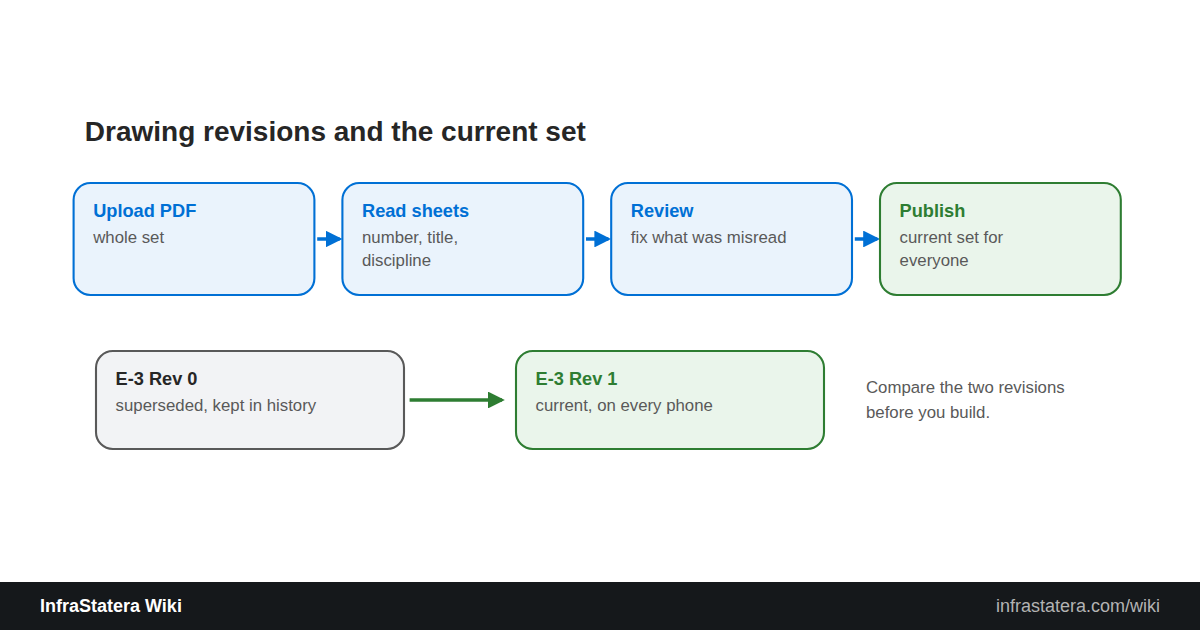 Drawing revisions and the current set
Upload PDF
whole set
Read sheets
number, title,
discipline
Review
fix what was misread
Publish
current set for
everyone
E-3 Rev 0
superseded, kept in history
E-3 Rev 1
current, on every phone
Compare the two revisions
before you build.
InfraStatera Wiki
infrastatera.com/wiki